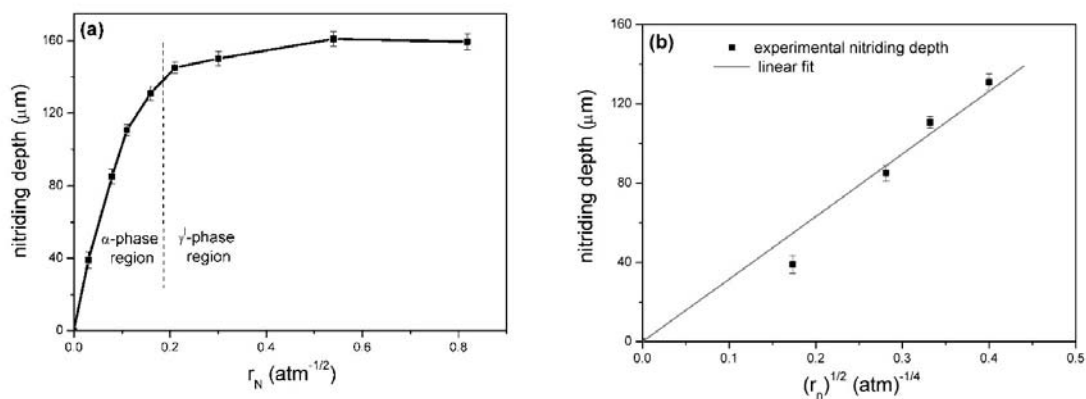 (a)
160
120
80
40
0
nitriding depth (μm)
α-phase
region
γ|-phase
region
0.0 0.2 0.4 0.6 0.8
r_N (atm^-1/2)
(b)
160
120
80
40
0
nitriding depth (μm)
experimental nitriding depth
linear fit
0.0 0.1 0.2 0.3 0.4 0.5
(r_n)^1/2 (atm)^-1/4